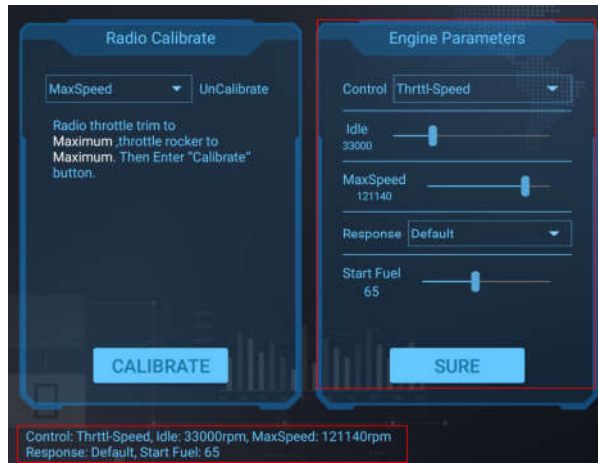 Radio Calibrate
MaxSpeed UnCalibrate
Radio throttle trim to
Maximum ,throttle rocker to
Maximum. Then Enter "Calibrate"
button.
CALIBRATE
Engine Parameters
Control Thrttl-Speed
Idle
33000
MaxSpeed
121140
Response Default
Start Fuel
65
SURE
Control: Thrttl-Speed, Idle: 33000rpm, MaxSpeed: 121140rpm
Response: Default, Start Fuel: 65